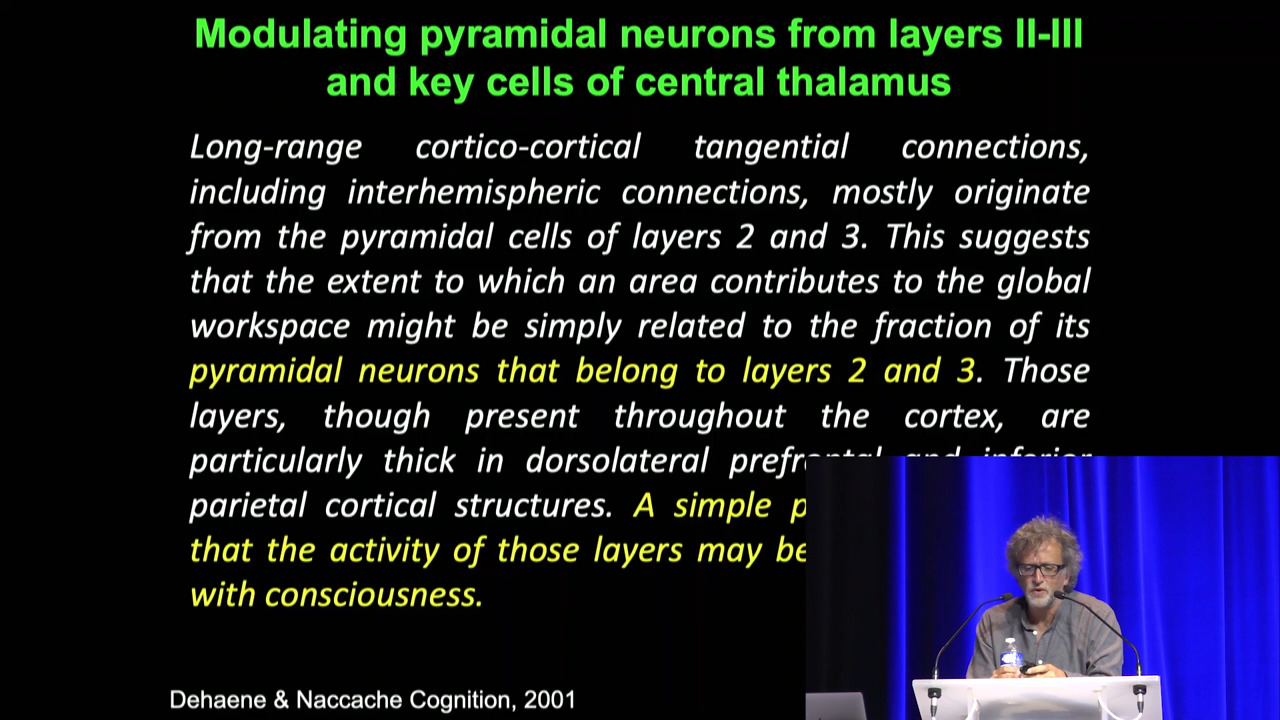 Modulating pyramidal neurons from layers II-III
and key cells of central thalamus
Long-range cortico-cortical tangential connections,
including interhemispheric connections, mostly originate
from the pyramidal cells of layers 2 and 3. This suggests
that the extent to which an area contributes to the global
workspace might be simply related to the fraction of its
pyramidal neurons that belong to layers 2 and 3. Those
layers, though present throughout the cortex, are
particularly thick in dorsolateral prefrontal and inferior
parietal cortical structures. A simple
that the activity of those layers may be
with consciousness.
Dehaene & Naccache Cognition, 2001